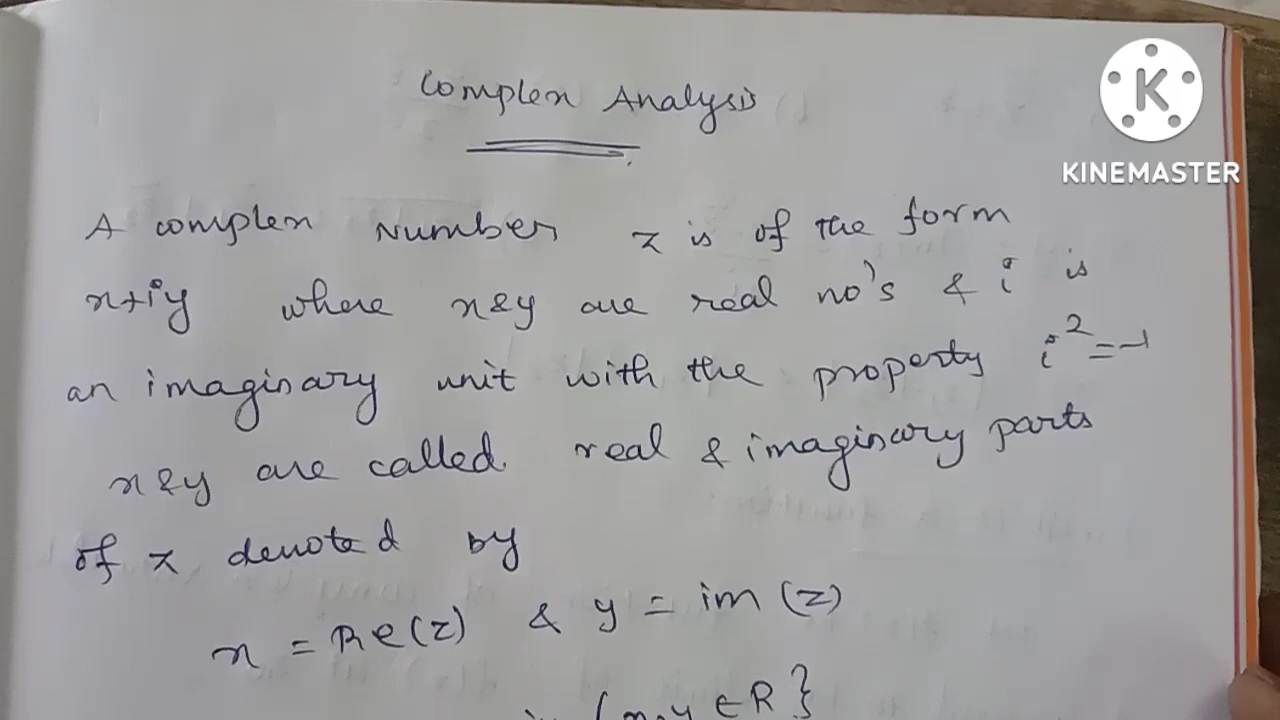 Complex Analysis
K
KINEMASTER
A complex Number z is of the form
x+iy where x&y are real no's & i is
an imaginary unit with the property i²=-1
x&y are called real & imaginary parts
of z denoted by
x = Re(z) & y = im (z)
x,y ∈ R }